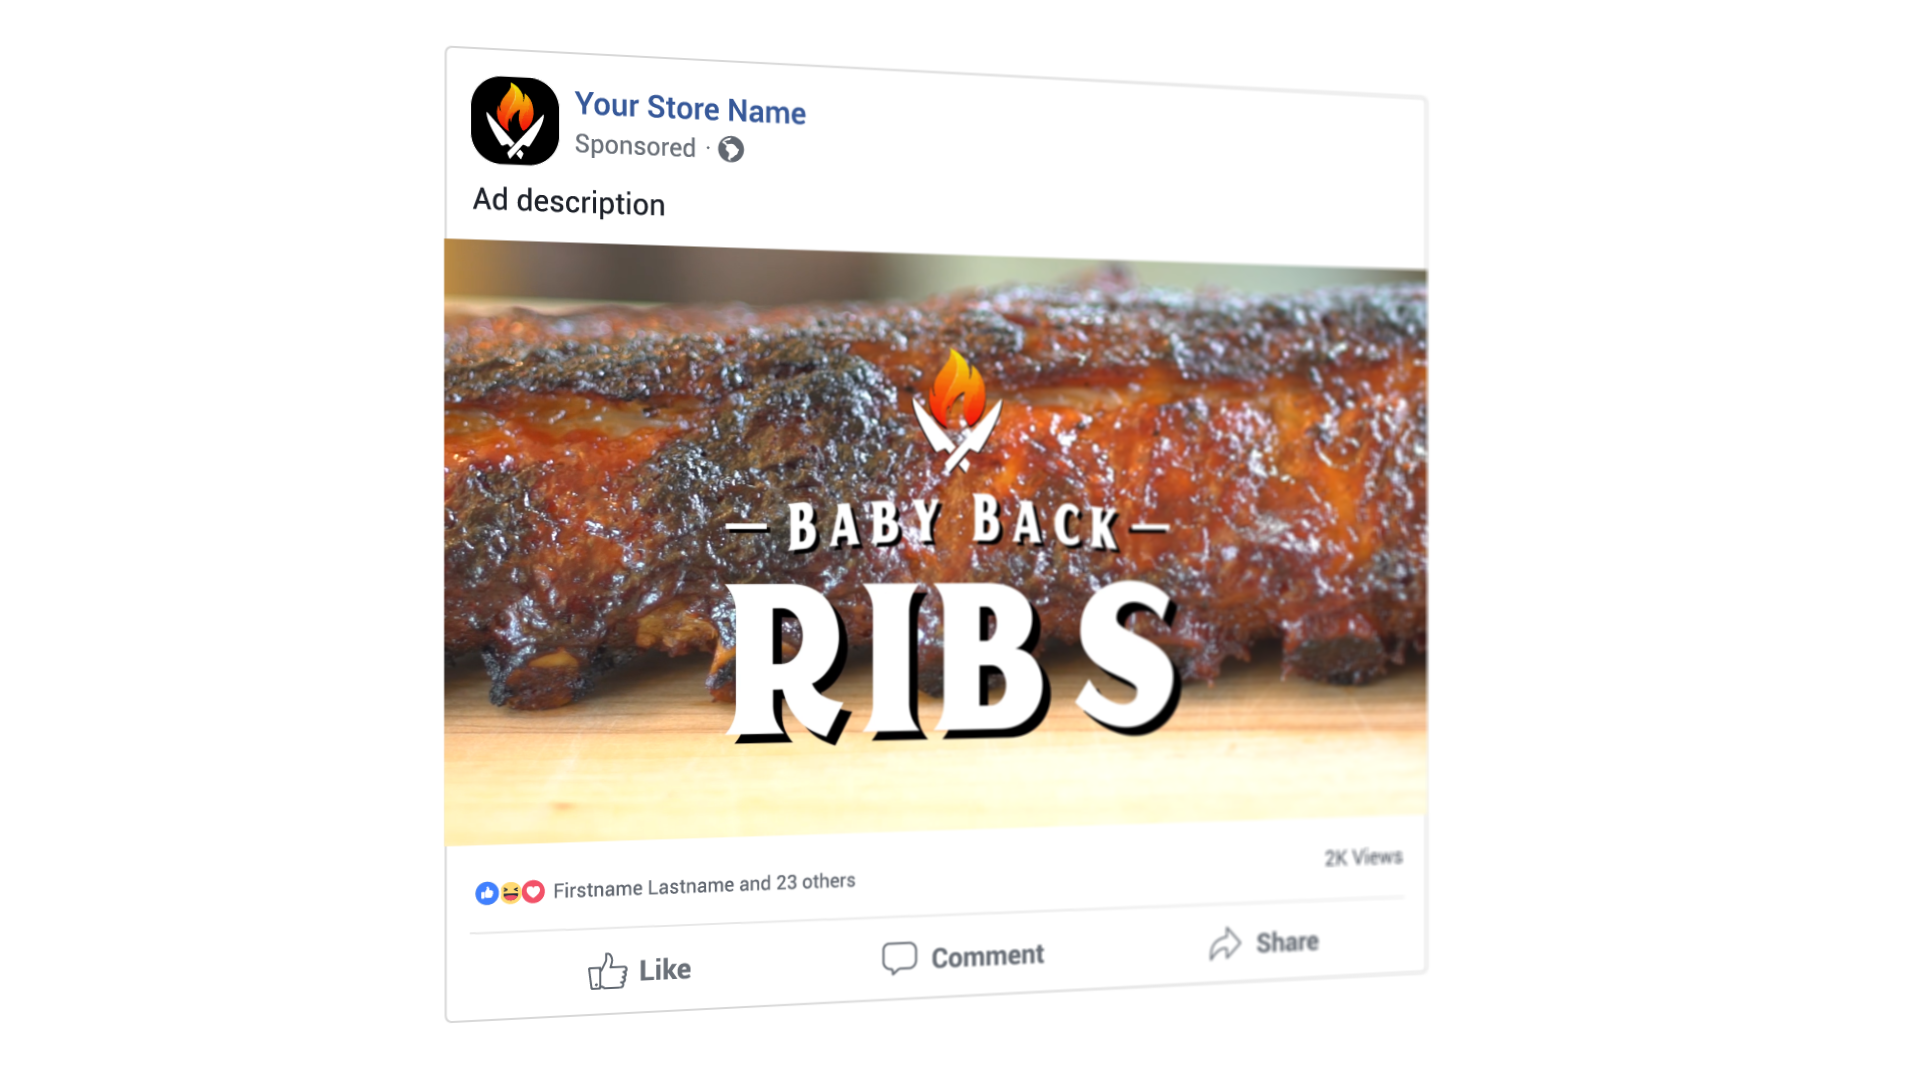 Your Store Name
Sponsored ·
Ad description
— BABY BACK —
RIBS
Firstname Lastname and 23 others
2K Views
Like
Comment
Share